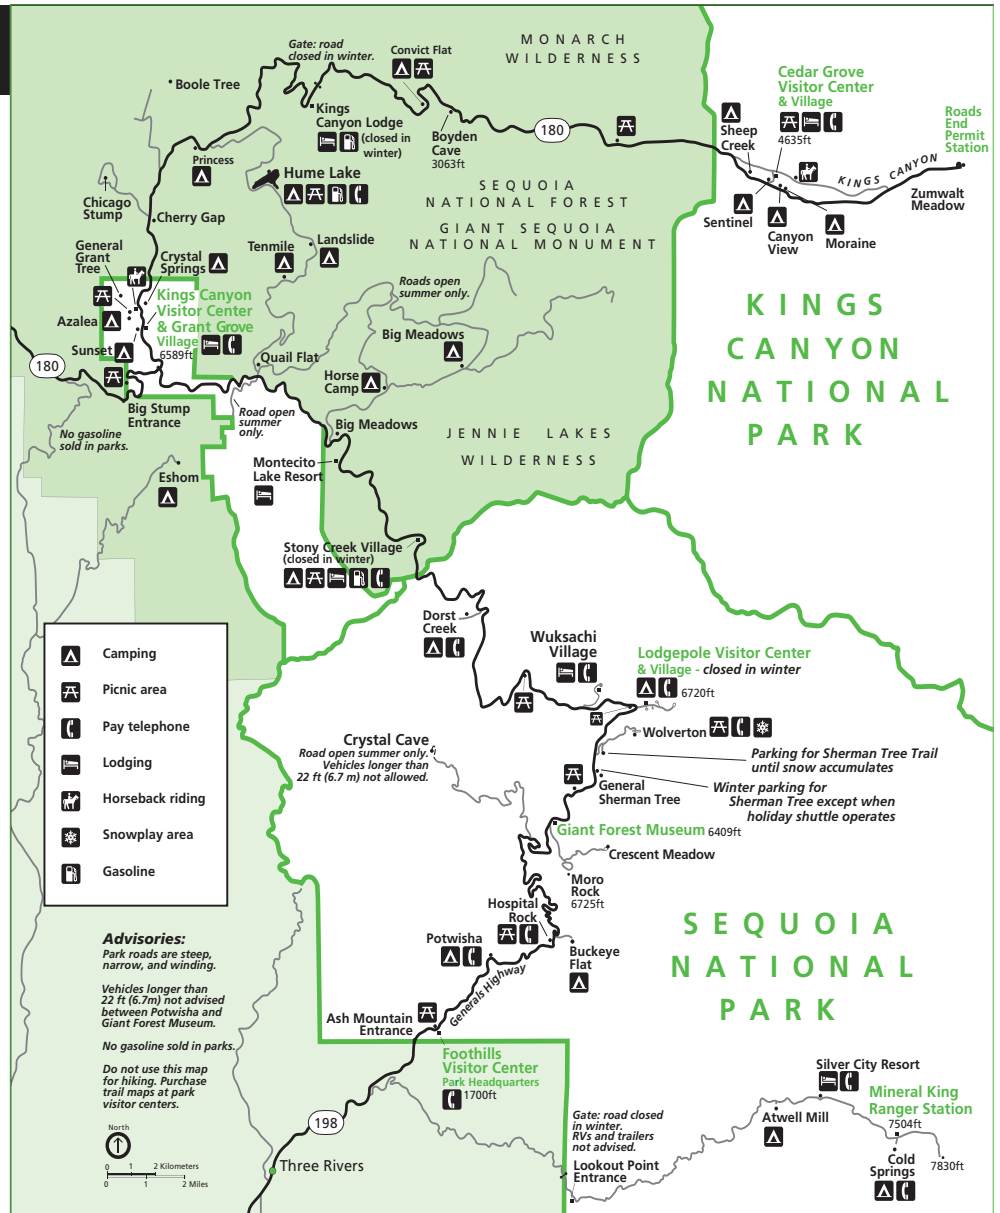 MONARCH
WILDERNESS
Gate: road
closed in winter.
Convict Flat
Boole Tree
Kings
Canyon Lodge
(closed in
winter)
Boyden
Cave
3063ft
180
Cedar Grove
Visitor Center
& Village
4635ft
Sheep
Creek
Roads
End
Permit
Station
KINGS CANYON
Zumwalt
Meadow
Sentinel
Canyon
View
Moraine
Princess
Hume Lake
Chicago
Stump
Cherry Gap
SEQUOIA
NATIONAL FOREST
GIANT SEQUOIA
NATIONAL MONUMENT
General
Grant
Tree
Crystal
Springs
Tenmile
Landslide
Roads open
summer only.
Kings Canyon
Visitor Center
& Grant Grove
Village
6589ft
Azalea
Sunset
180
Big Meadows
Quail Flat
Horse
Camp
KINGS
CANYON
NATIONAL
PARK
Big Stump
Entrance
Road open
summer
only.
Big Meadows
No gasoline
sold in parks.
JENNIE LAKES
WILDERNESS
Montecito
Lake Resort
Eshom
Stony Creek Village
(closed in winter)
Dorst
Creek
Wuksachi
Village
Lodgepole Visitor Center
& Village - closed in winter
6720ft
Camping
Picnic area
Pay telephone
Lodging
Horseback riding
Snowplay area
Gasoline
Wolverton
Crystal Cave
Road open summer only.
Vehicles longer than
22 ft (6.7 m) not allowed.
Parking for Sherman Tree Trail
until snow accumulates
General
Sherman Tree
Winter parking for
Sherman Tree except when
holiday shuttle operates
Giant Forest Museum 6409ft
Crescent Meadow
Moro
Rock
6725ft
Hospital
Rock
SEQUOIA
NATIONAL
PARK
Potwisha
Buckeye
Flat
Generals Highway
Advisories:
Park roads are steep,
narrow, and winding.
Vehicles longer than
22 ft (6.7m) not advised
between Potwisha and
Giant Forest Museum.
No gasoline sold in parks.
Do not use this map
for hiking. Purchase
trail maps at park
visitor centers.
Ash Mountain
Entrance
Foothills
Visitor Center
Park Headquarters
1700ft
198
Three Rivers
North
0 1 2 Kilometers
0 1 2 Miles
Gate: road closed
in winter.
RVs and trailers
not advised.
Lookout Point
Entrance
Silver City Resort
Atwell Mill
Mineral King
Ranger Station
7504ft
Cold
Springs
7830ft